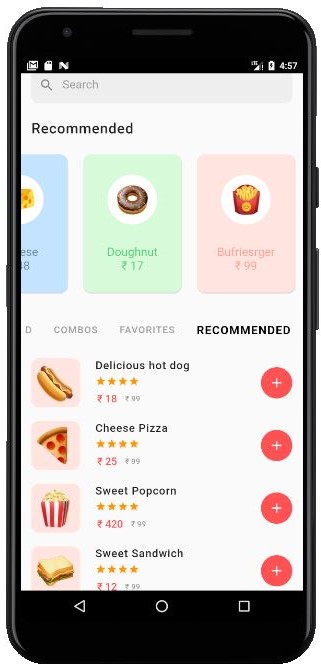 4:57
Search
Recommended
ese
Doughnut
Bufriesrger
₹ 17
₹ 99
D COMBOS FAVORITES RECOMMENDED
Delicious hot dog
₹ 18 ₹ 99
Cheese Pizza
₹ 25 ₹ 99
Sweet Popcorn
₹ 420 ₹ 99
Sweet Sandwich
₹ 12 ₹ 99